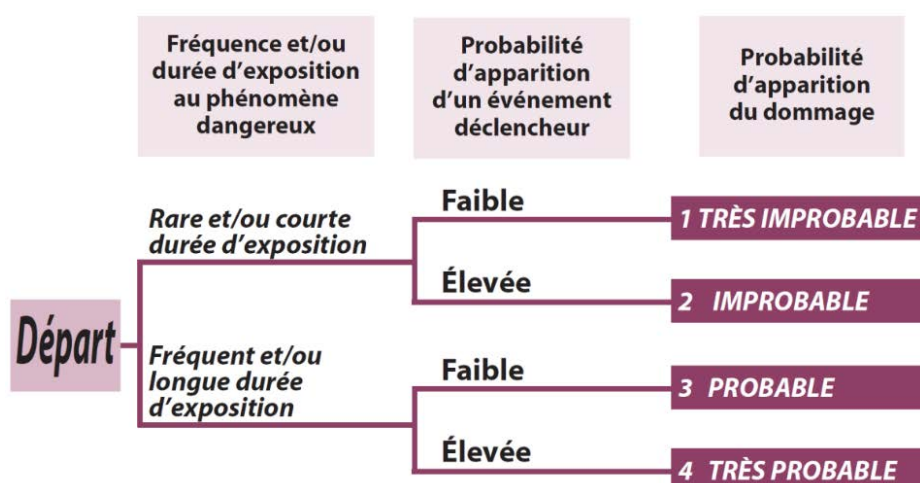 Fréquence et/ou
durée d'exposition
au phénomène
dangereux
Probabilité
d'apparition
d'un événement
déclencheur
Probabilité
d'apparition
du dommage
Départ
Rare et/ou courte
durée d'exposition
Faible
1 TRÈS IMPROBABLE
Élevée
2 IMPROBABLE
Fréquent et/ou
longue durée
d'exposition
Faible
3 PROBABLE
Élevée
4 TRÈS PROBABLE